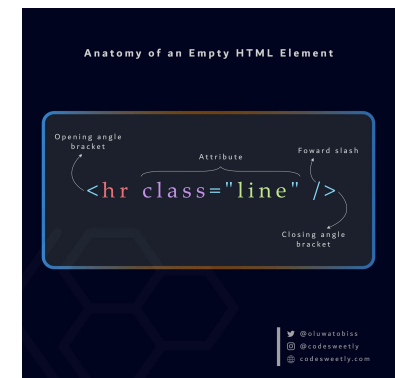 Anatomy of an Empty HTML Element
Opening angle
bracket
Attribute
Foward slash
<hr class="line" />
Closing angle
bracket
@oluwatobiss
@codesweetly
codesweetly.com